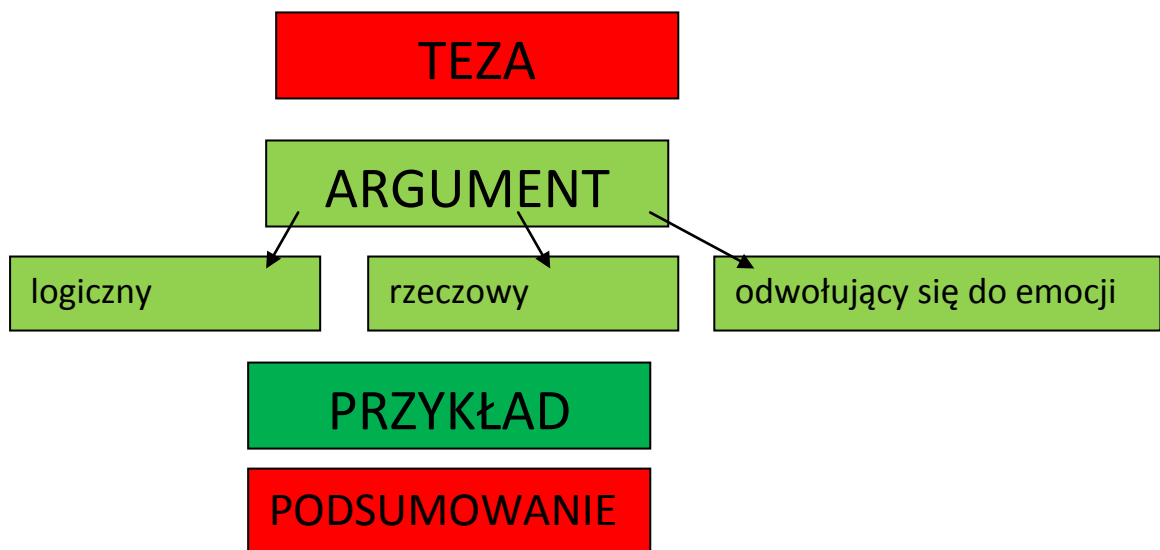 TEZA
ARGUMENT
logiczny
rzeczowy
odwołujący się do emocji
PRZYKŁAD
PODSUMOWANIE